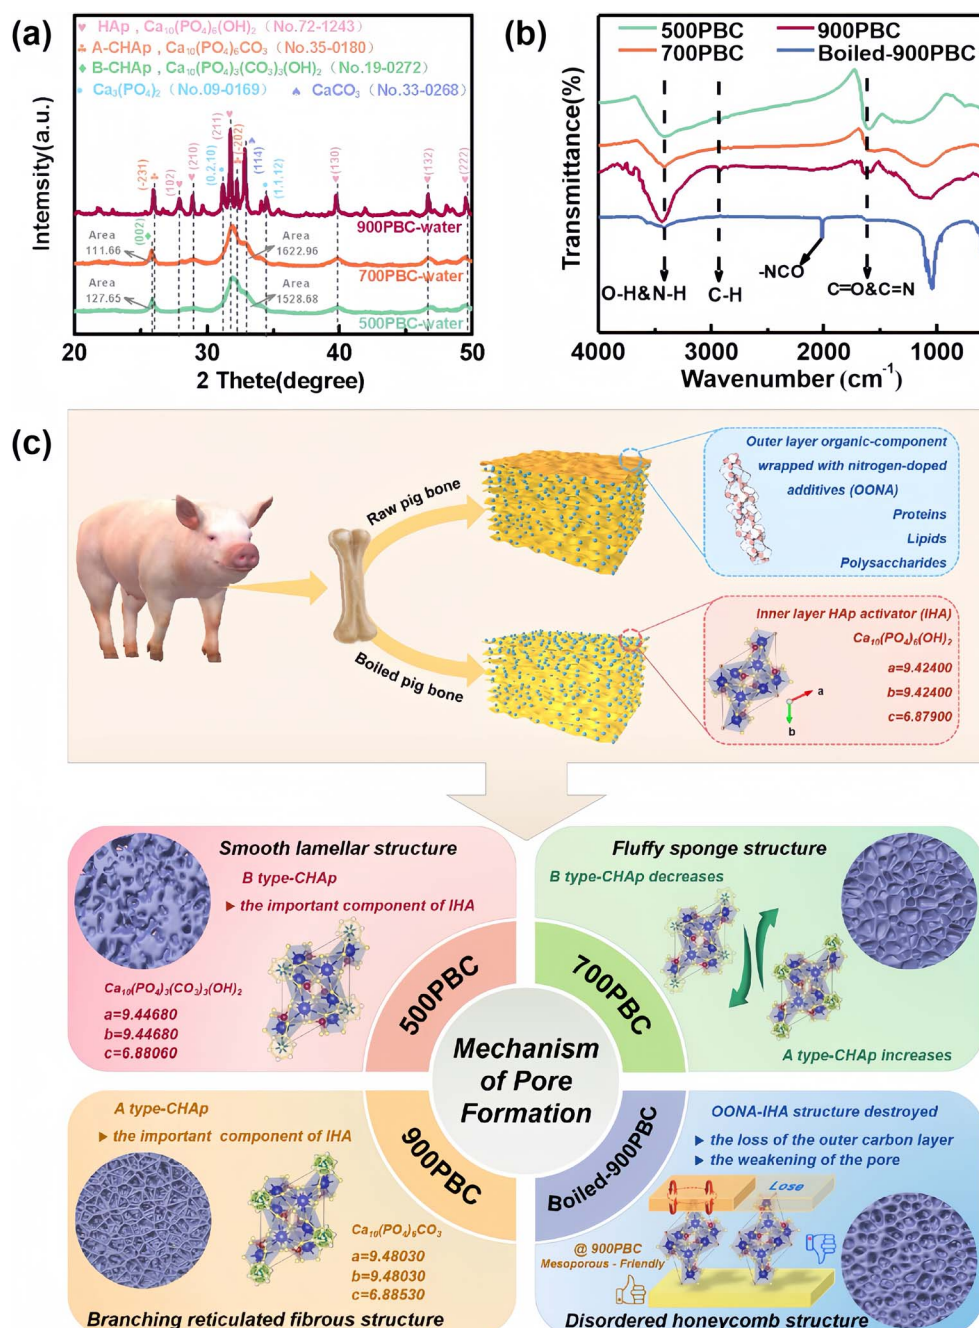 (a)
♥ HAp , Ca₁₀(PO₄)₆(OH)₂ (No.72-1243)
♣ A-CHAp , Ca₁₀(PO₄)₆CO₃ (No.35-0180)
♦ B-CHAp , Ca₁₀(PO₄)₃(CO₃)₃(OH)₂ (No.19-0272)
Ca₃(PO₄)₂ (No.09-0169) ♠ CaCO₃ (No.33-0268)
Intemsity(a.u.)
(-231)
(002)
(102)
(210)
(0,2,10)
(211)
(-202)
(114)
(1,1,12)
(130)
(132)
(222)
900PBC-water
Area
111.66
Area
1622.96
700PBC-water
Area
127.65
Area
1528.68
500PBC-water
20 30 40 50
2 Thete(degree)
(b)
500PBC 900PBC
700PBC Boiled-900PBC
Transmittance(%)
O-H&N-H
C-H
-NCO
C=O&C=N
4000 3000 2000 1000
Wavenumber (cm⁻¹)
(c)
Raw pig bone
Boiled pig bone
Outer layer organic-component
wrapped with nitrogen-doped
additives (OONA)
Proteins
Lipids
Polysaccharides
Inner layer HAp activator (IHA)
Ca₁₀(PO₄)₆(OH)₂
a=9.42400
b=9.42400
c=6.87900
a
b
Smooth lamellar structure
B type-CHAp
▶ the important component of IHA
Ca₁₀(PO₄)₃(CO₃)₃(OH)₂
a=9.44680
b=9.44680
c=6.88060
500PBC
Fluffy sponge structure
B type-CHAp decreases
A type-CHAp increases
700PBC
Mechanism
of Pore
Formation
A type-CHAp
▶ the important component of IHA
Ca₁₀(PO₄)₆CO₃
a=9.48030
b=9.48030
c=6.88530
900PBC
Branching reticulated fibrous structure
Boiled-900PBC
OONA-IHA structure destroyed
▶ the loss of the outer carbon layer
▶ the weakening of the pore
Lose
@ 900PBC
Mesoporous - Friendly
Disordered honeycomb structure